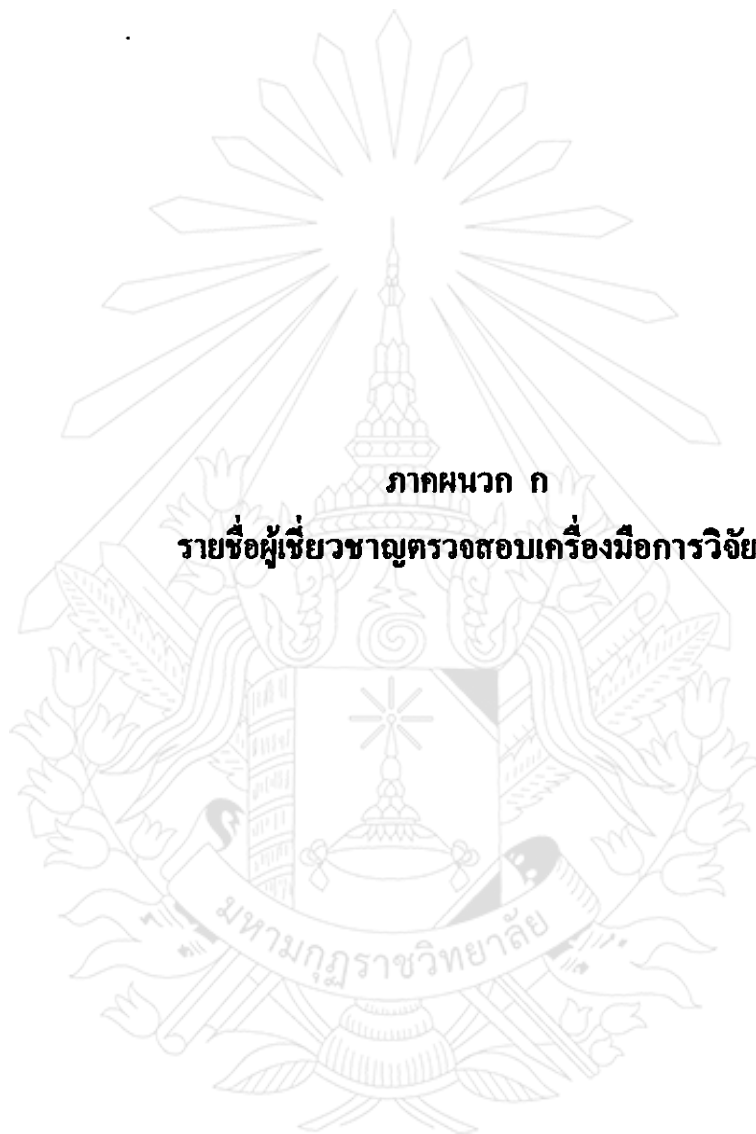 ภาคผนวก ก
รายชื่อผู้เชี่ยวชาญตรวจสอบเครื่องมือการวิจัย
มหามกุฏราชวิทยาลัย